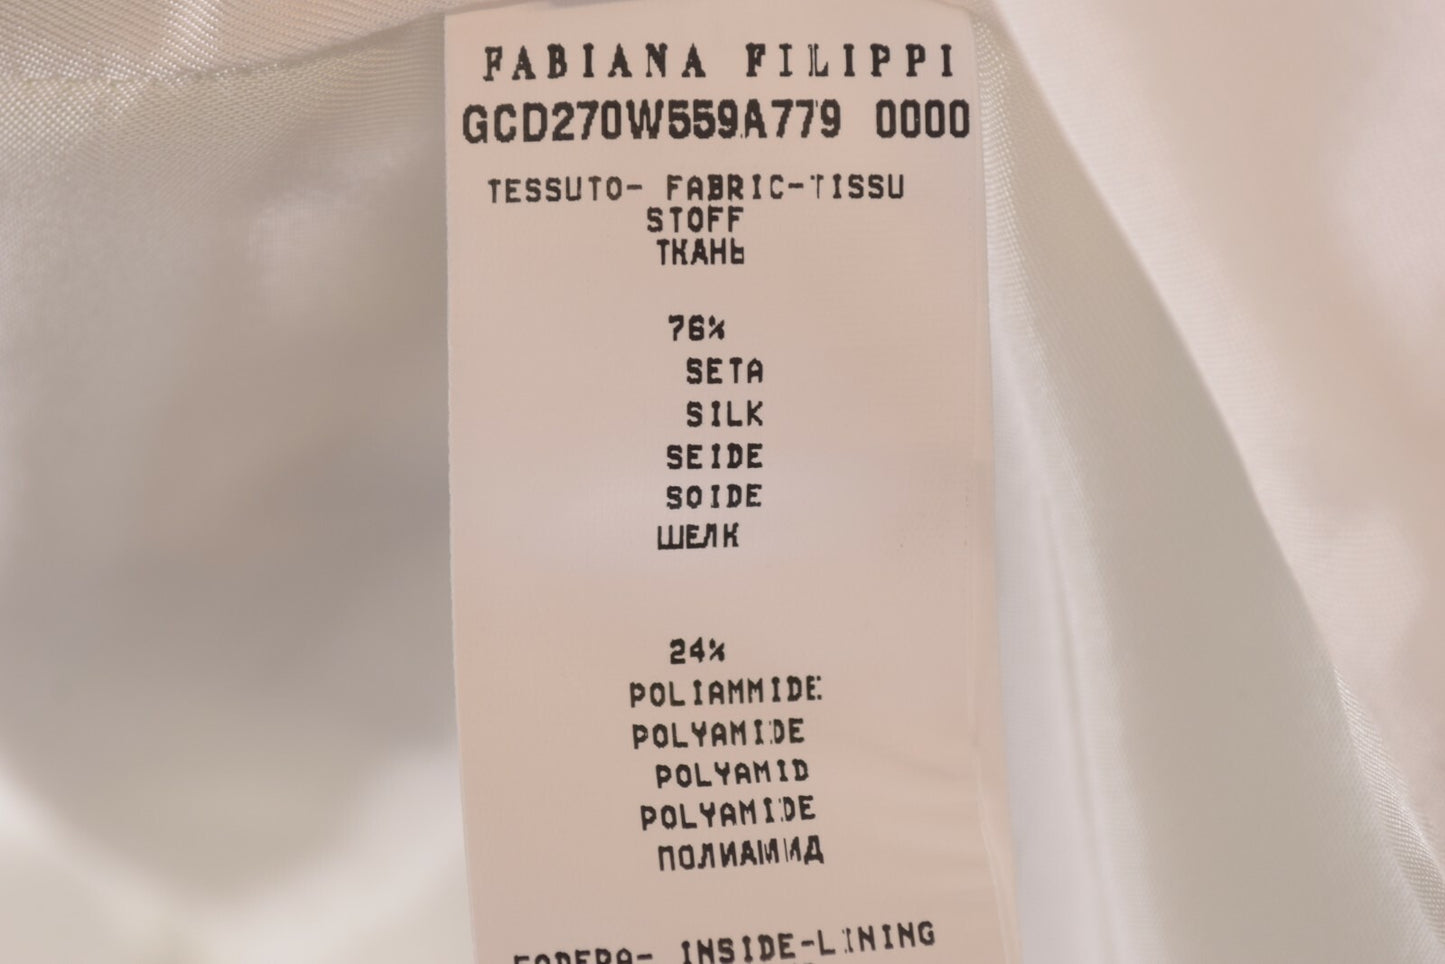 FABIANA FILIPPI
GCD270W559A779 0000
TESSUTO- FABRIC-TISSU
STOFF
ТКАНЬ
76%
SETA
SILK
SEIDE
SOIDE
ШЕЛК
24%
POLIAMMIDE
POLYAMIDE
POLYAMID
POLYAMIDE
ПОЛИАМИД
FODERA- INSIDE-LINING